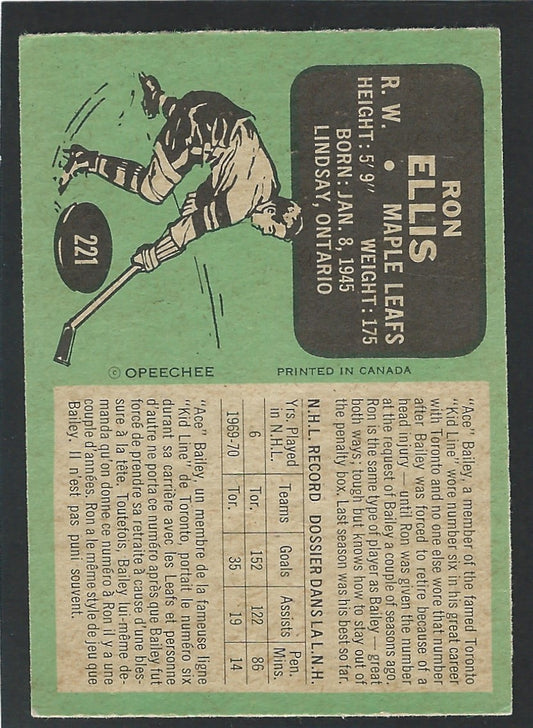 RON
ELLIS
R. W. • MAPLE LEAFS
HEIGHT: 5' 9" WEIGHT: 175
BORN: JAN. 8, 1945
LINDSAY, ONTARIO
221
© OPEECHEE PRINTED IN CANADA
"Ace" Bailey, a member of the famed Toronto
"Kid Line" wore number six in his great career
with Toronto and no one else wore that number
after Bailey was forced to retire because of a
head injury — until Ron was given the number
at the request of Bailey a couple of seasons ago.
Ron is the same type of player as Bailey — great
both ways; tough but knows how to stay out of
the penalty box. Last season was his best so far.
N.H.L. RECORD DOSSIER DANS LA L.N.H.
Yrs. Played in N.H.L. Teams Goals Assists Pen. Mins.
6 Tor. 152 122 86
1969-70 Tor. 35 19 14
"Ace" Bailey, un membre de la fameuse ligne
"Kid Line" de Toronto, portait le numéro six
durant sa carrière avec les Leafs et personne
d'autre ne porta ce numéro après que Bailey fut
forcé de prendre sa retraite à cause d'une bles-
sure à la tête. Toutefois, Bailey lui-même de-
manda qu'on donne ce numéro à Ron il y a une
couple d'années. Ron a le même style de jeu que
Bailey. Il n'est pas puni souvent.